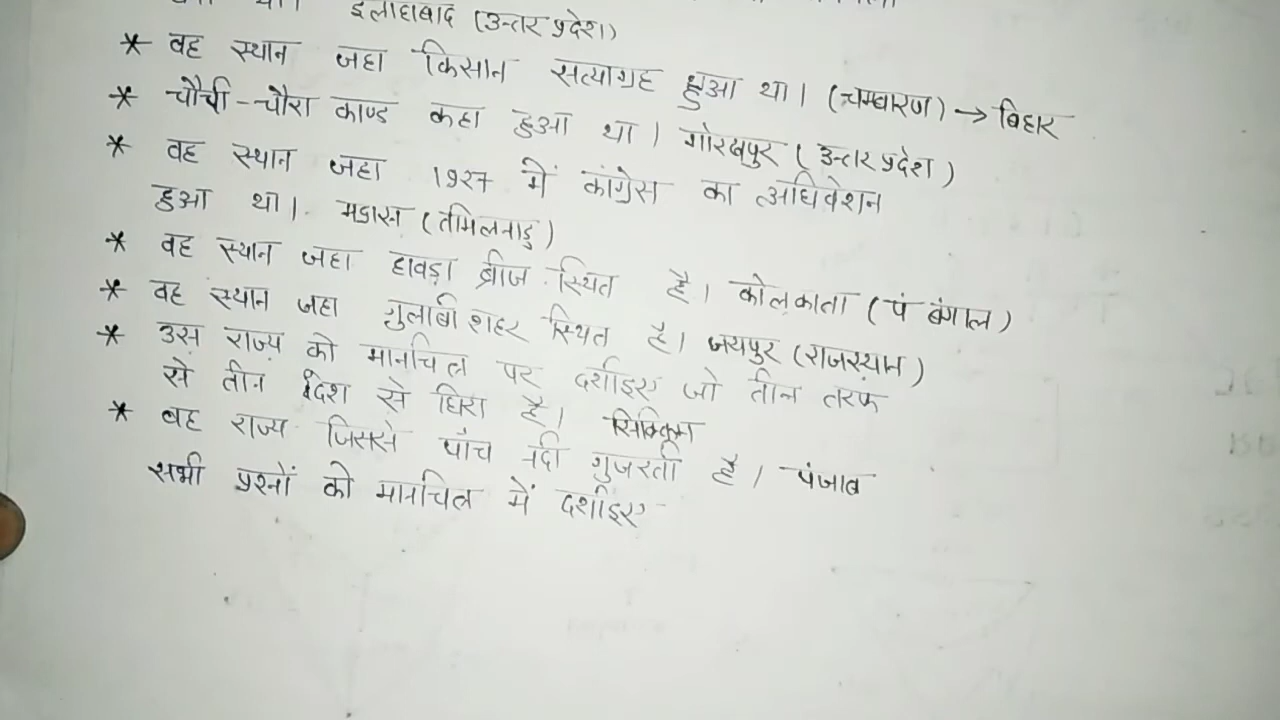 इलाहाबाद (उत्तर प्रदेश)
* वह स्थान जहा किसान सत्याग्रह हुआ था। (चम्पारण) → बिहार
* चौची-चौरा काण्ड कहा हुआ था। गोरखपुर (उत्तर प्रदेश)
* वह स्थान जहा 1927 में कांग्रेस का अधिवेशन
हुआ था। मद्रास (तमिलनाडु)
* वह स्थान जहा हावड़ा ब्रीज स्थित है। कोलकाता (पं बंगाल)
* वह स्थान जहा गुलाबी शहर स्थित है। जयपुर (राजस्थान)
* उस राज्य को मानचित्र पर दर्शाइए जो तीन तरफ
से तीन देश से घिरा है। सिक्किम
* वह राज्य जिससे पाँच नदी गुजरती है। पंजाब
सभी प्रश्नों को मानचित्र में दर्शाइए